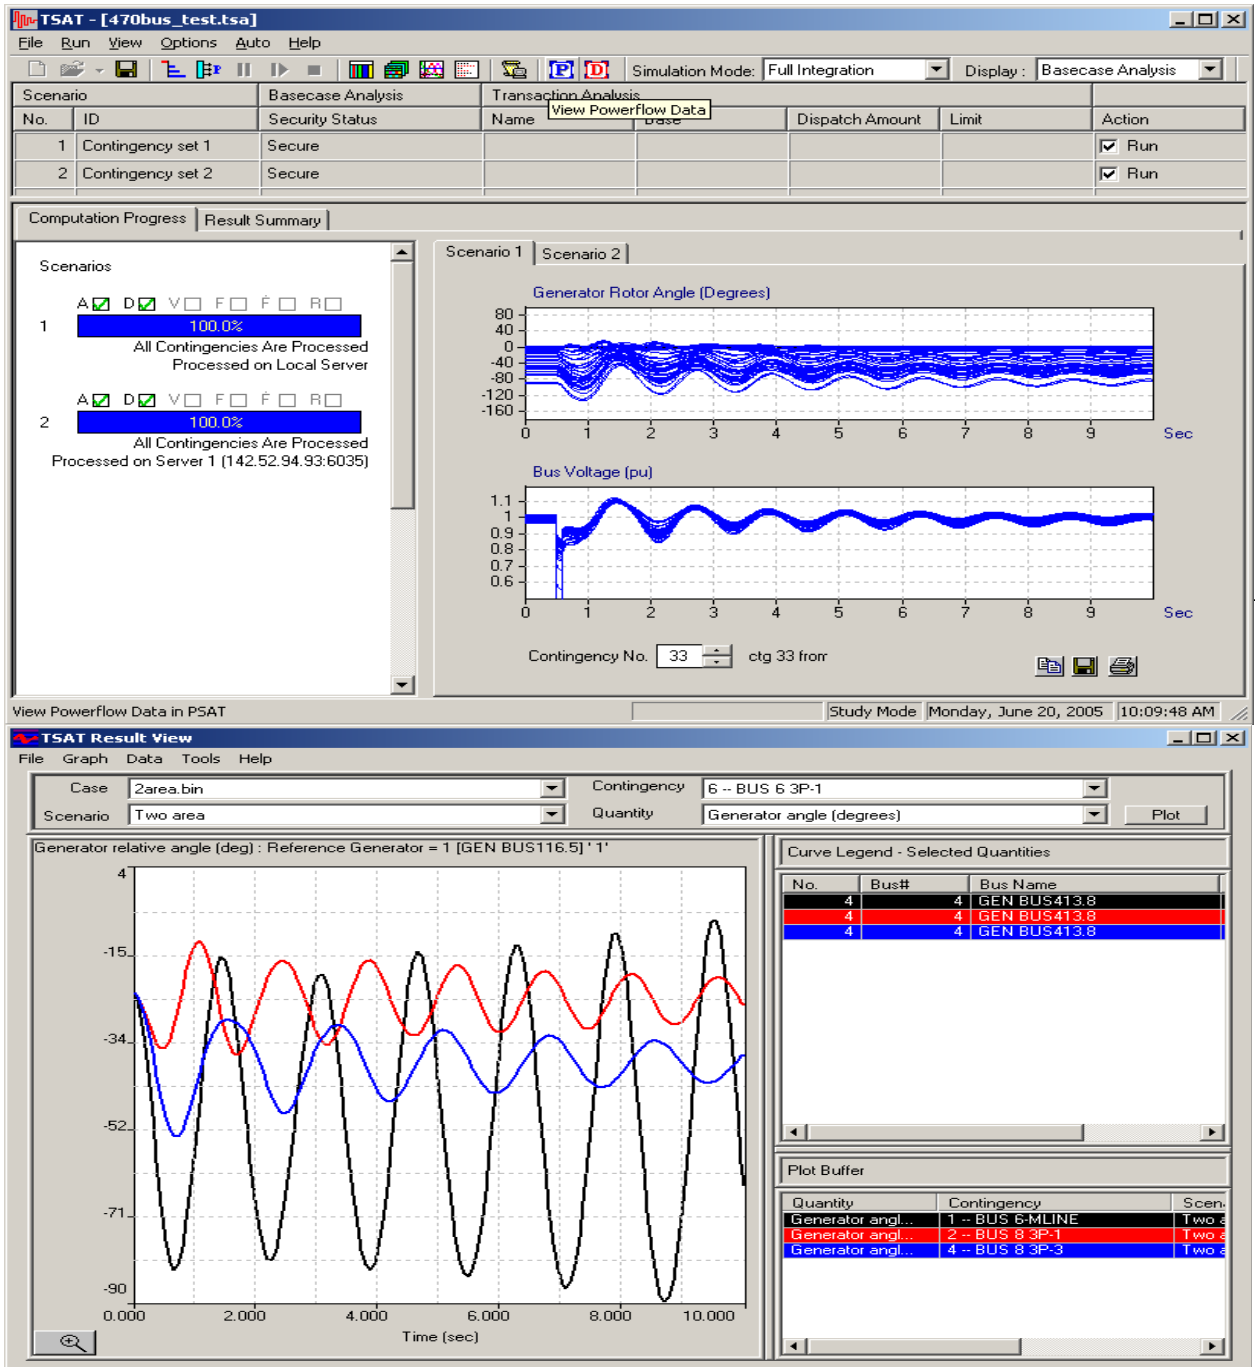 TSAT - [470bus_test.tsa]
File Run View Options Auto Help
P D Simulation Mode: Full Integration Display : Basecase Analysis
Scenario Basecase Analysis Transaction Analysis
View Powerflow Data
No. ID Security Status Name Base Dispatch Amount Limit Action
1 Contingency set 1 Secure Run
2 Contingency set 2 Secure Run
Computation Progress Result Summary
Scenarios
A D V F F R
1 100.0%
All Contingencies Are Processed
Processed on Local Server
A D V F F R
2 100.0%
All Contingencies Are Processed
Processed on Server 1 (142.52.94.93:6035)
Scenario 1 Scenario 2
Generator Rotor Angle (Degrees)
80
40
0
-40
-80
-120
-160
0 1 2 3 4 5 6 7 8 9 Sec
Bus Voltage (pu)
1.1
1
0.9
0.8
0.7
0.6
0 1 2 3 4 5 6 7 8 9 Sec
Contingency No. 33 ctg 33 from
View Powerflow Data in PSAT Study Mode Monday, June 20, 2005 10:09:48 AM
TSAT Result View
File Graph Data Tools Help
Case 2area.bin Contingency 6 -- BUS 6 3P-1
Scenario Two area Quantity Generator angle (degrees) Plot
Generator relative angle (deg) : Reference Generator = 1 [GEN BUS116.5] ' 1'
4
-15
-34
-52
-71
-90
0.000 2.000 4.000 6.000 8.000 10.000
Time (sec)
Curve Legend - Selected Quantities
No. Bus# Bus Name
4 4 GEN BUS413.8
4 4 GEN BUS413.8
4 4 GEN BUS413.8
Plot Buffer
Quantity Contingency Scen
Generator angl... 1 -- BUS 6-MLINE Two a
Generator angl... 2 -- BUS 8 3P-1 Two a
Generator angl... 4 -- BUS 8 3P-3 Two a